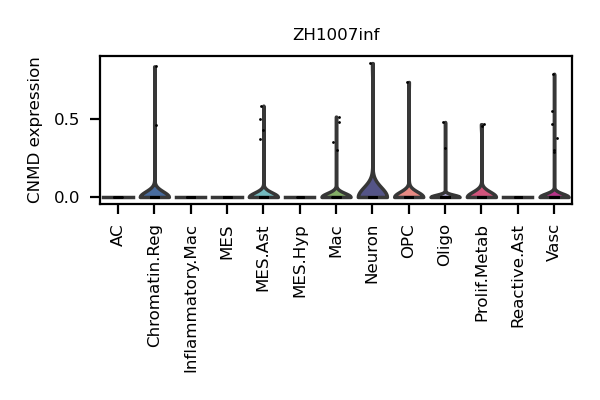 ZH1007inf
CNMD expression
0.5
0.0
AC
Chromatin.Reg
Inflammatory.Mac
MES
MES.Ast
MES.Hyp
Mac
Neuron
OPC
Oligo
Prolif.Metab
Reactive.Ast
Vasc